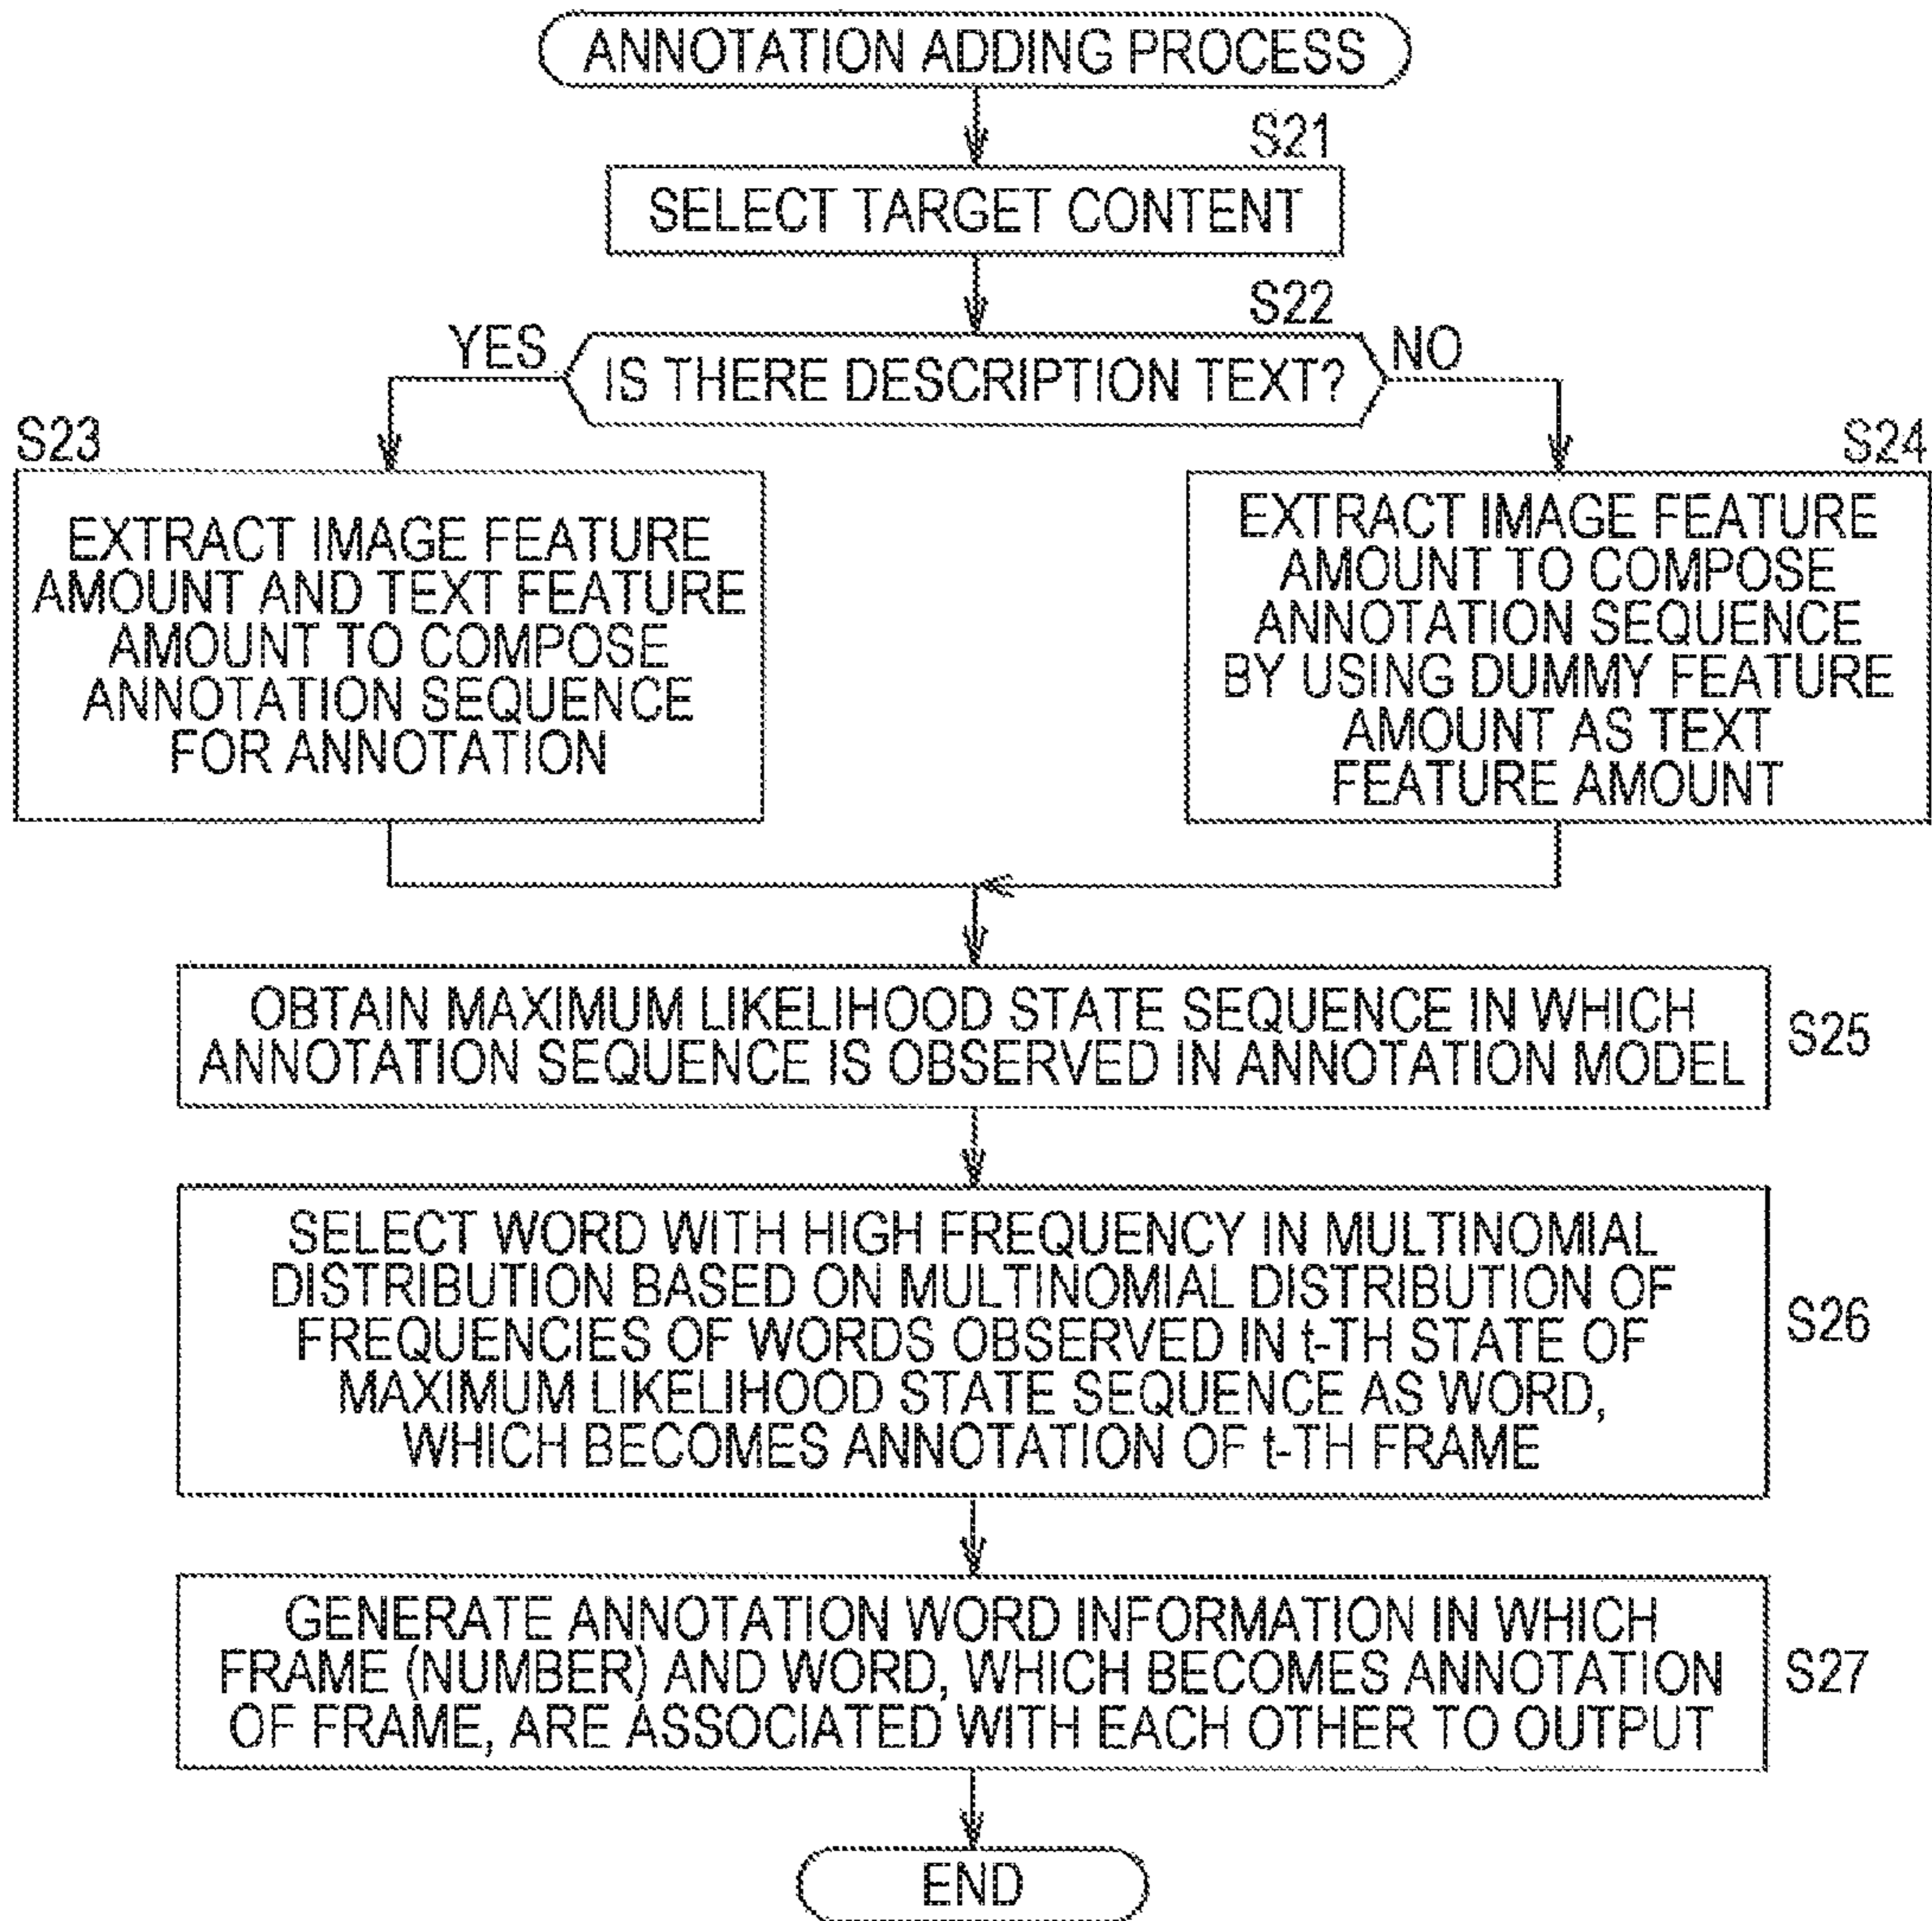 ANNOTATION ADDING PROCESS
S21
SELECT TARGET CONTENT
S22
YES
IS THERE DESCRIPTION TEXT?
NO
S23
EXTRACT IMAGE FEATURE
AMOUNT AND TEXT FEATURE
AMOUNT TO COMPOSE
ANNOTATION SEQUENCE
FOR ANNOTATION
S24
EXTRACT IMAGE FEATURE
AMOUNT TO COMPOSE
ANNOTATION SEQUENCE
BY USING DUMMY FEATURE
AMOUNT AS TEXT
FEATURE AMOUNT
OBTAIN MAXIMUM LIKELIHOOD STATE SEQUENCE IN WHICH
ANNOTATION SEQUENCE IS OBSERVED IN ANNOTATION MODEL
S25
SELECT WORD WITH HIGH FREQUENCY IN MULTINOMIAL
DISTRIBUTION BASED ON MULTINOMIAL DISTRIBUTION OF
FREQUENCIES OF WORDS OBSERVED IN t-TH STATE OF
MAXIMUM LIKELIHOOD STATE SEQUENCE AS WORD,
WHICH BECOMES ANNOTATION OF t-TH FRAME
S26
GENERATE ANNOTATION WORD INFORMATION IN WHICH
FRAME (NUMBER) AND WORD, WHICH BECOMES ANNOTATION
OF FRAME, ARE ASSOCIATED WITH EACH OTHER TO OUTPUT
S27
END